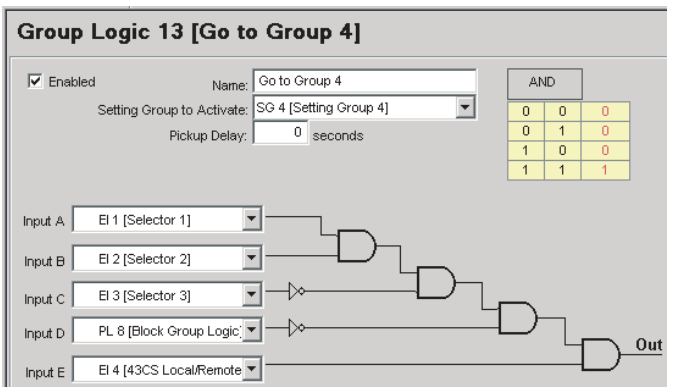 Group Logic 13 [Go to Group 4]
Enabled
Name: Go to Group 4
Setting Group to Activate: SG 4 [Setting Group 4]
Pickup Delay: 0 seconds
AND
0 0 0
0 1 0
1 0 0
1 1 1
Input A EI 1 [Selector 1]
Input B EI 2 [Selector 2]
Input C EI 3 [Selector 3]
Input D PL 8 [Block Group Logic]
Out
Input E EI 4 [43CS Local/Remote